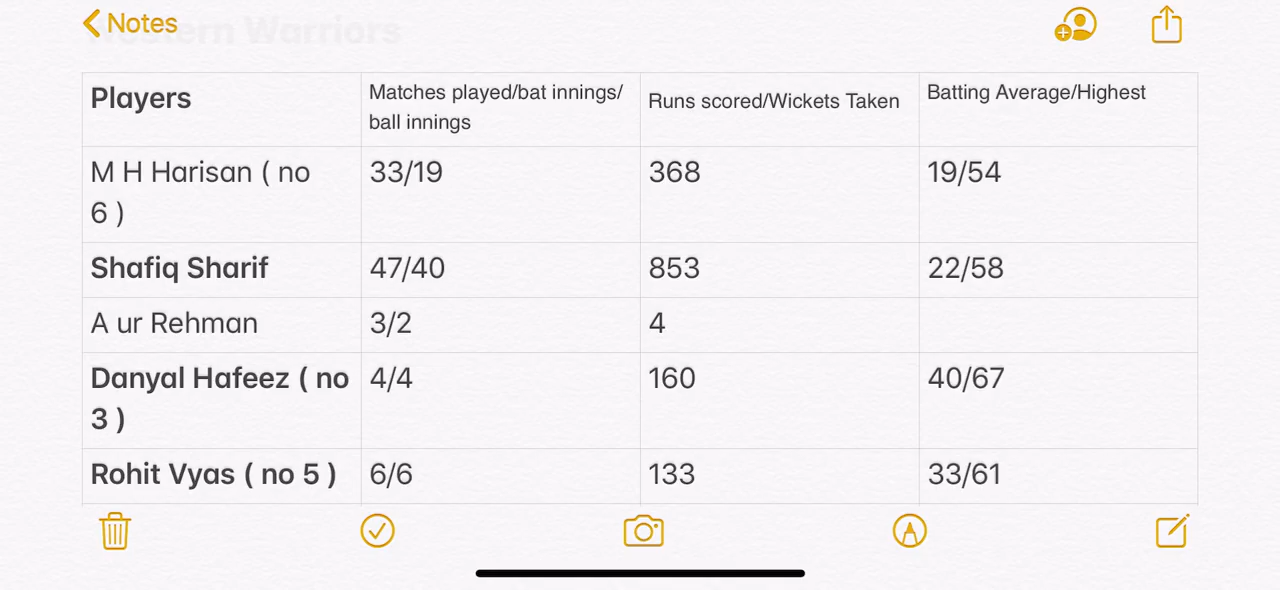 Notes
Western Warriors
Players
Matches played/bat innings/
ball innings
Runs scored/Wickets Taken
Batting Average/Highest
M H Harisan ( no
6 )
33/19
368
19/54
Shafiq Sharif
47/40
853
22/58
A ur Rehman
3/2
4
Danyal Hafeez ( no
3 )
4/4
160
40/67
Rohit Vyas ( no 5 )
6/6
133
33/61